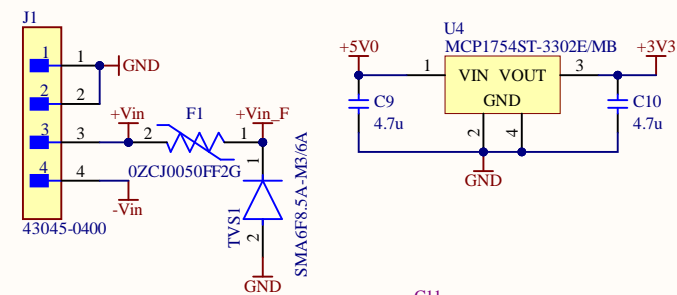 J1
1
1
GND
2
2
3
3
+Vin
2
F1
1
+Vin_F
0ZCJ0050FF2G
4
4
-Vin
43045-0400
1
TVS1
2
SMA6F8.5A-M3/6A
GND
U4
MCP1754ST-3302E/MB
+5V0
1
VIN VOUT
3
+3V3
GND
C9
4.7u
2
4
C10
4.7u
GND